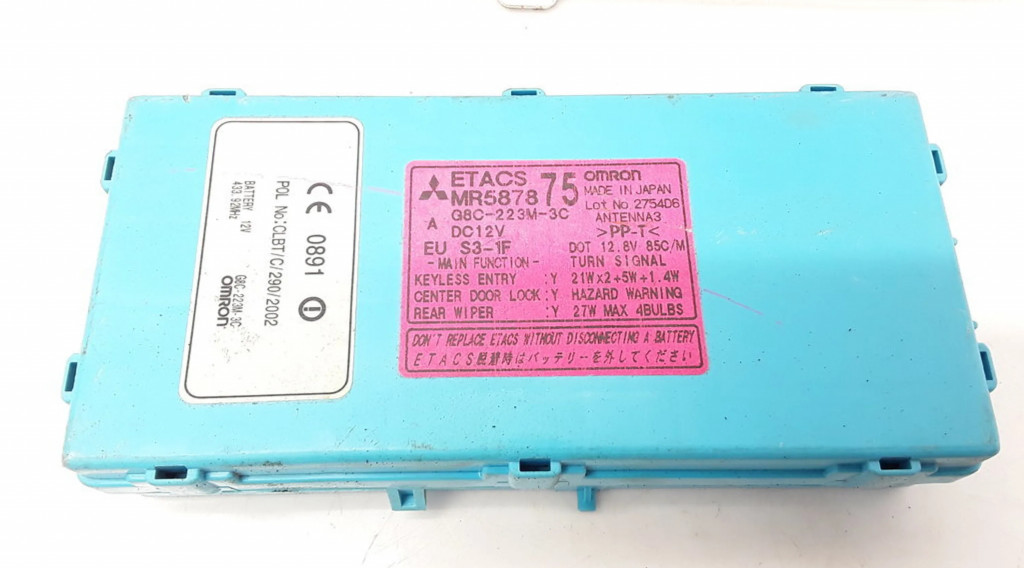 CE 0891
POL No:CLBT/C/290/2002
BATTERY 12V
433.92MHz
G8C-223M-3C
OMRON
ETACS
MR587875
G8C-223M-3C
A DC12V
EU S3-1F
-MAIN FUNCTION-
KEYLESS ENTRY :Y
CENTER DOOR LOCK :Y
REAR WIPER :Y
OMRON
MADE IN JAPAN
Lot No 2754D6
ANTENNA3
>PP-T<
DOT 12.8V 85C/M
TURN SIGNAL
21W×2+5W+1.4W
HAZARD WARNING
27W MAX 4BULBS
DON'T REPLACE ETACS WITHOUT DISCONNECTING A BATTERY
ETACS脱着時はバッテリーを外してください